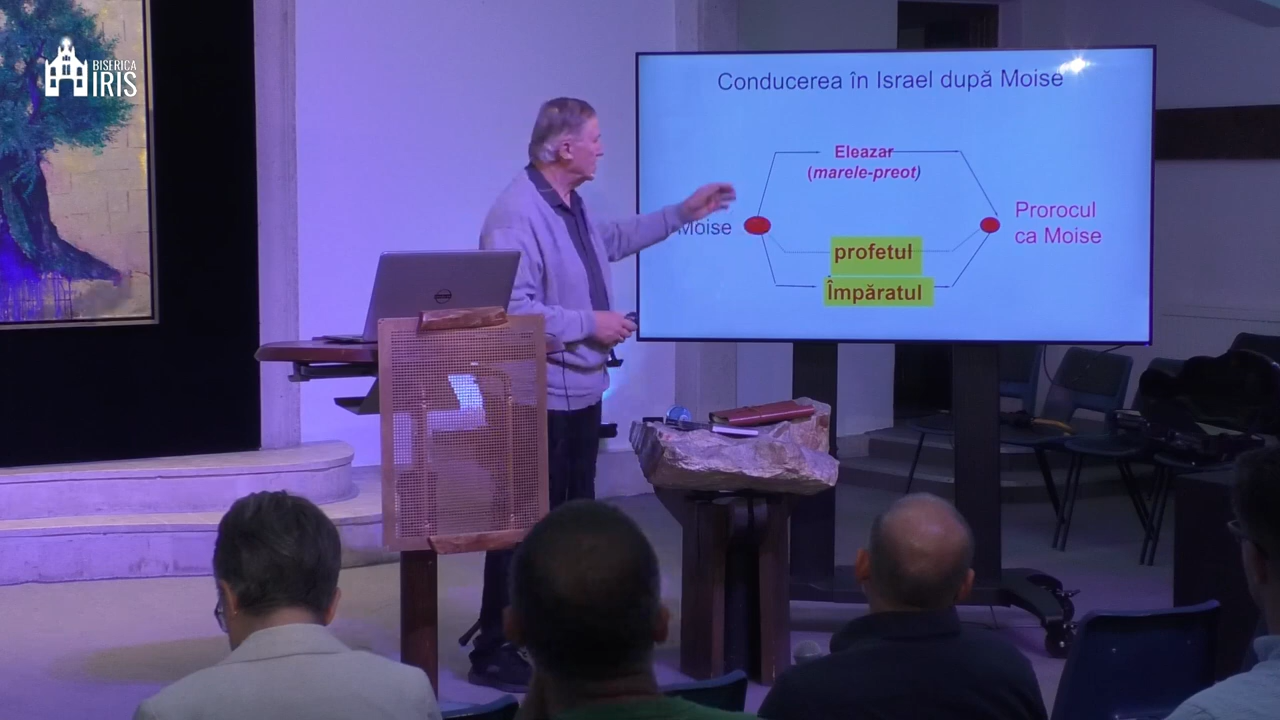 BISERICA
IRIS
Conducerea în Israel după Moise
Eleazar
(marele-preot)
Moise
profetul
Împăratul
Prorocul
ca Moise